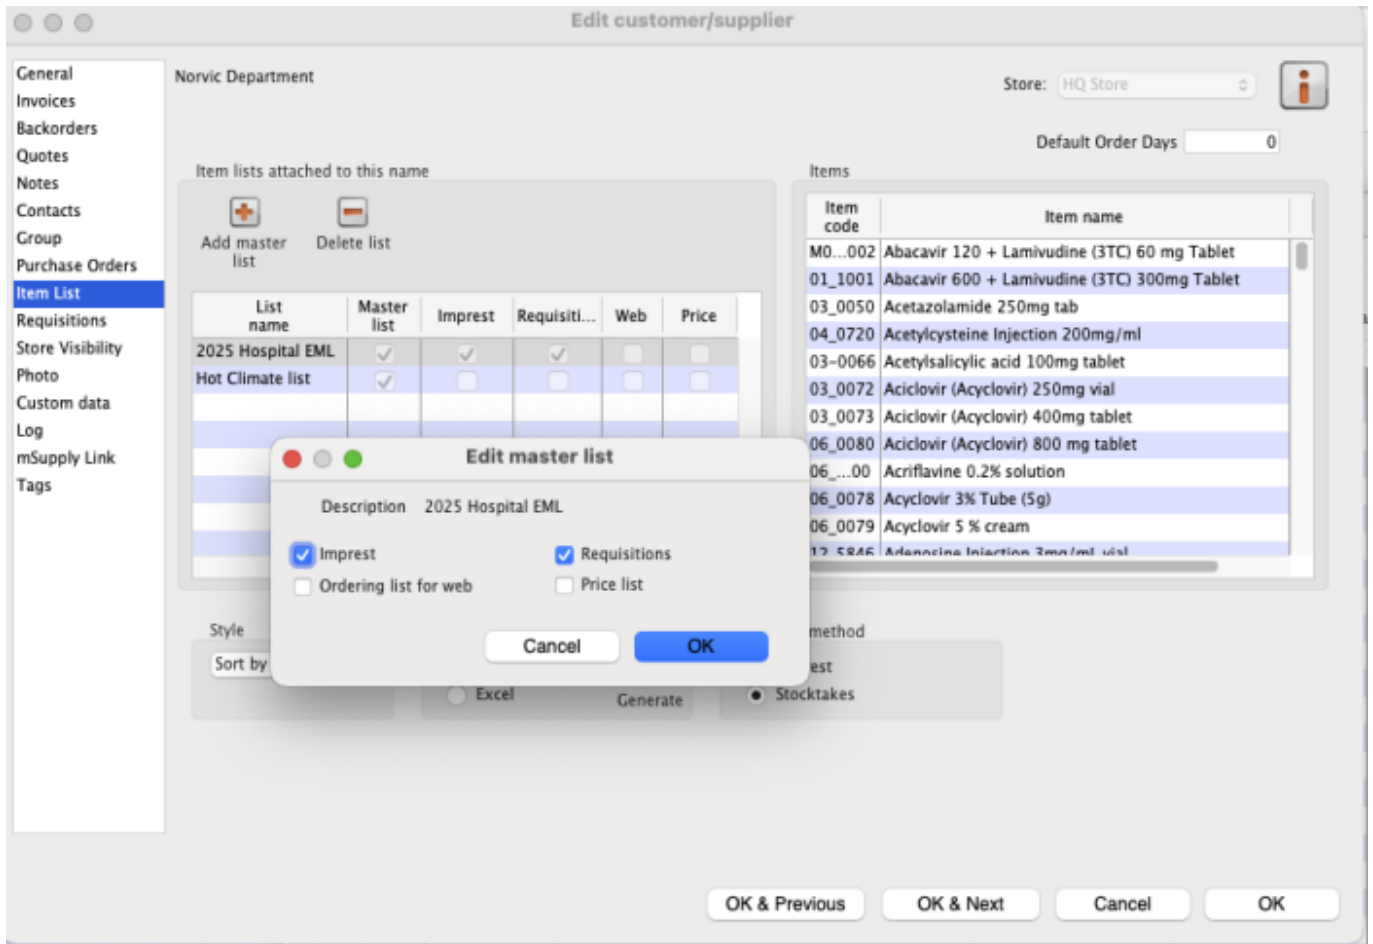 Edit customer/supplier
General
Invoices
Backorders
Quotes
Notes
Contacts
Group
Purchase Orders
Item List
Requisitions
Store Visibility
Photo
Custom data
Log
mSupply Link
Tags
Norvic Department
Store: HQ Store
Default Order Days 0
Item lists attached to this name
Add master
list
Delete list
List
name
Master
list
Imprest
Requisiti...
Web
Price
2025 Hospital EML
Hot Climate list
Items
Item
code
Item name
M0...002 Abacavir 120 + Lamivudine (3TC) 60 mg Tablet
01_1001 Abacavir 600 + Lamivudine (3TC) 300mg Tablet
03_0050 Acetazolamide 250mg tab
04_0720 Acetylcysteine Injection 200mg/ml
03-0066 Acetylsalicylic acid 100mg tablet
03_0072 Aciclovir (Acyclovir) 250mg vial
03_0073 Aciclovir (Acyclovir) 400mg tablet
06_0080 Aciclovir (Acyclovir) 800 mg tablet
06_...00 Acriflavine 0.2% solution
06_0078 Acyclovir 3% Tube (5g)
06_0079 Acyclovir 5 % cream
12_5846 Adenosine Injection 3mg/ml vial
Edit master list
Description 2025 Hospital EML
Imprest
Requisitions
Ordering list for web
Price list
Cancel
OK
Style
Sort by
Excel
Generate
method
est
Stocktakes
OK & Previous
OK & Next
Cancel
OK